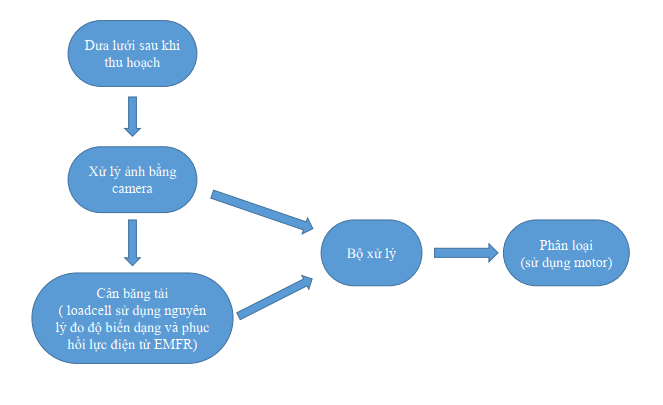 Dưa lưới sau khi
thu hoạch
Xử lý ảnh bằng
camera
Bộ xử lý
Phân loại
(sử dụng motor)
Cân băng tải
( loadcell sử dụng nguyên
lý đo độ biến dạng và phục
hồi lực điện từ EMFR)